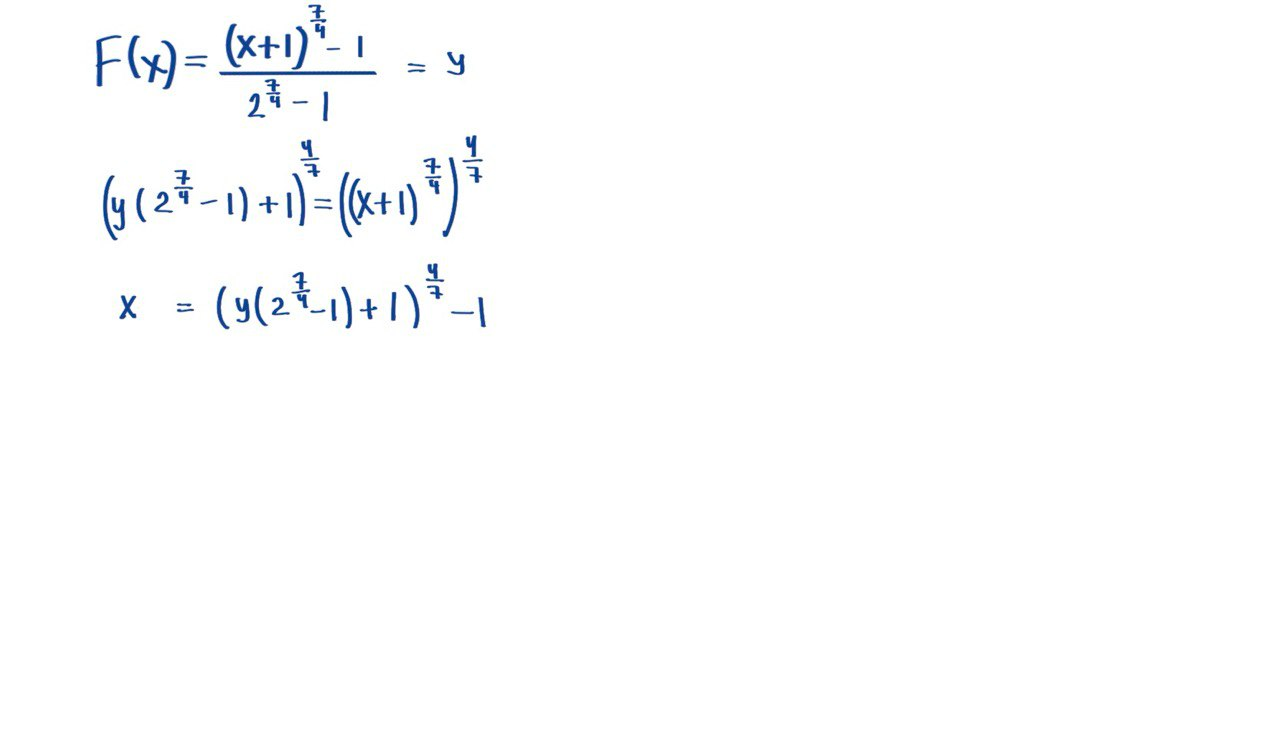 F(x) = ((x+1)^(7/4) - 1) / (2^(7/4) - 1) = y
(y(2^(7/4) - 1) + 1)^(4/7) = ((x+1)^(7/4))^(4/7)
x = (y(2^(7/4) - 1) + 1)^(4/7) - 1